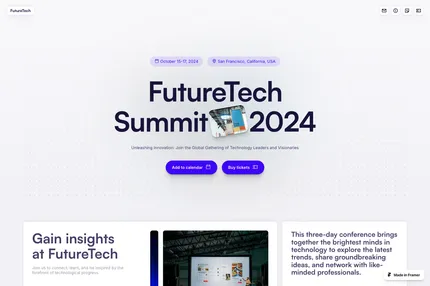 FutureTech
October 15-17, 2024
San Francisco, California, USA
FutureTech
Summit 2024
Unleashing Innovation: Join the Global Gathering of Technology Leaders and Visionaries
Add to calendar
Buy tickets
Gain insights
at FutureTech
Join us to connect, learn, and be inspired by the
forefront of technological progress.
This three-day conference brings
together the brightest minds in
technology to explore the latest
trends, share groundbreaking
ideas, and network with like-
minded professionals.
Made in Framer